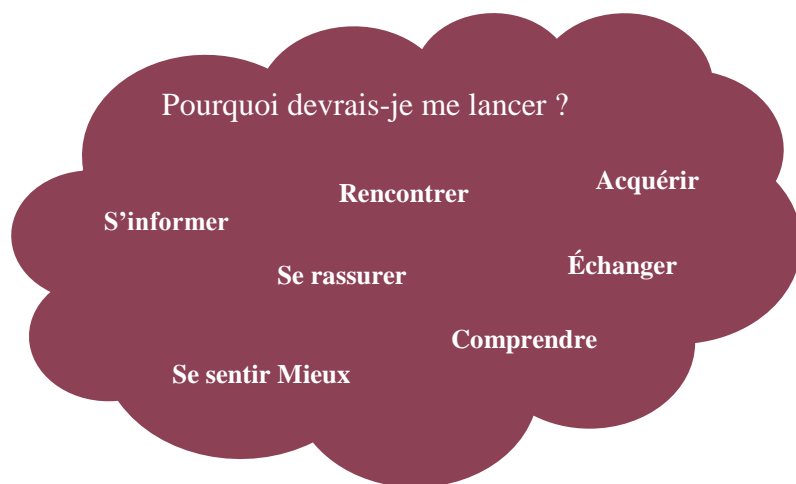 Pourquoi devrais-je me lancer ?
Acquérir
Rencontrer
S’informer
Échanger
Se rassurer
Comprendre
Se sentir Mieux